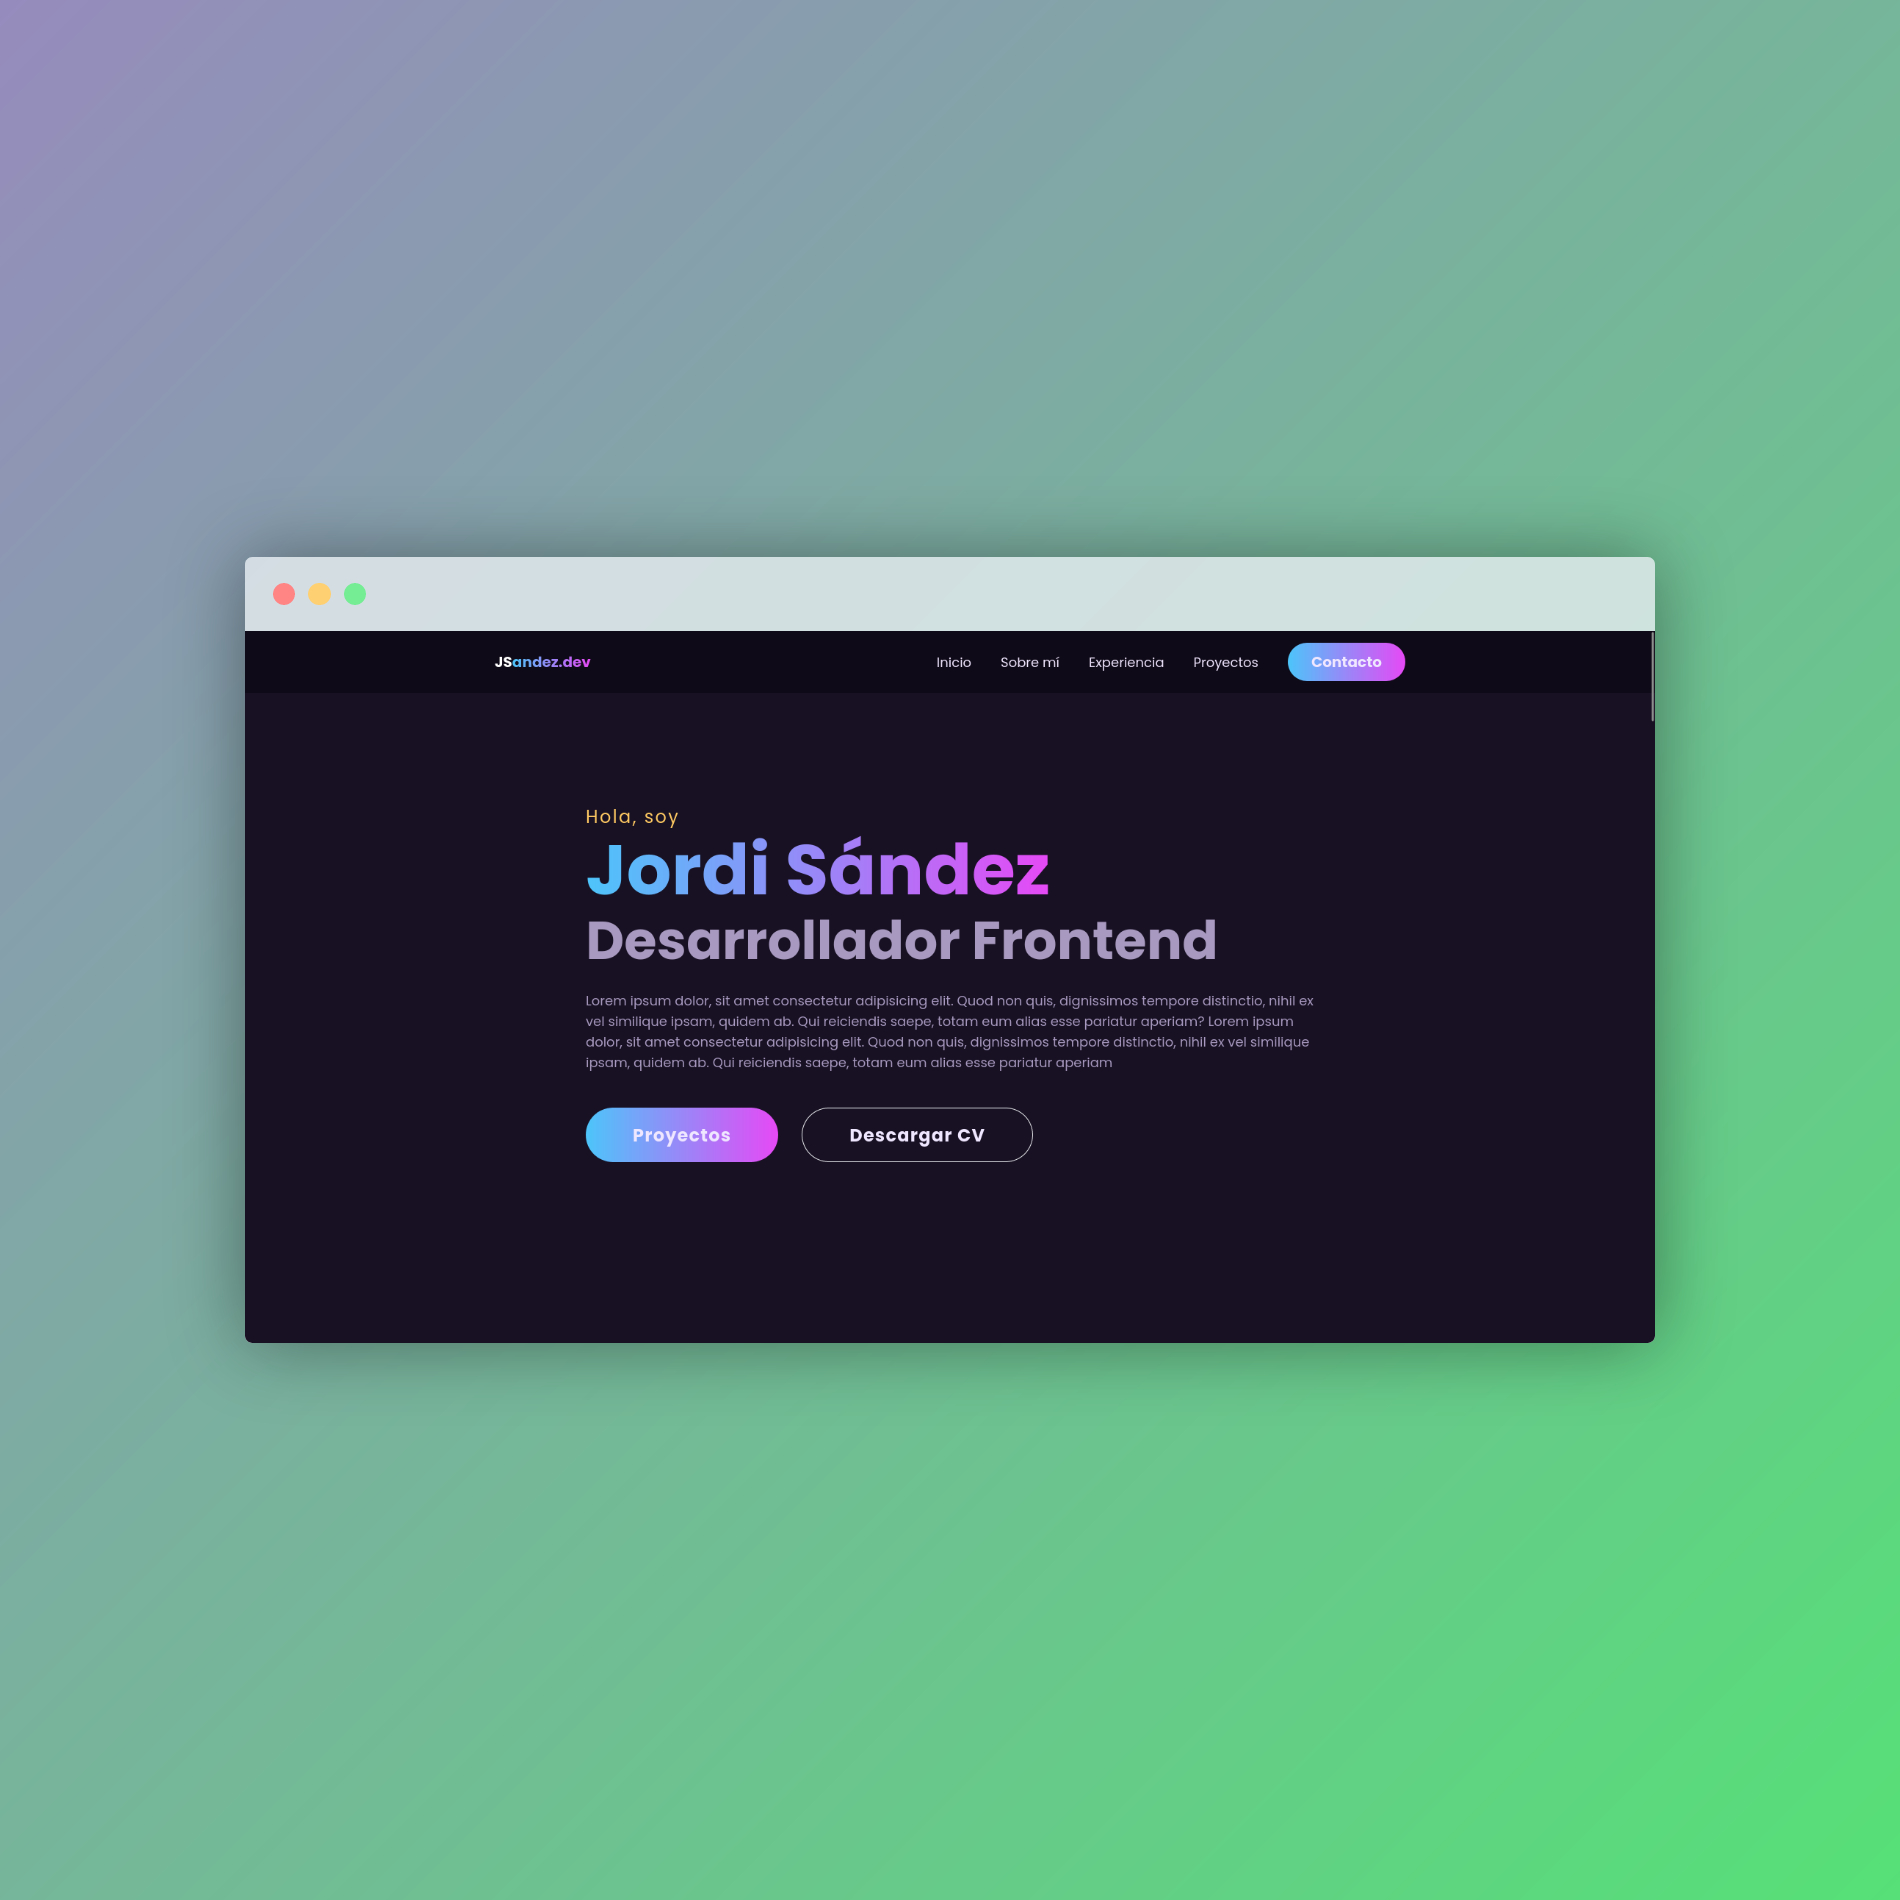 JSandez.dev
Inicio Sobre mí Experiencia Proyectos Contacto
Hola, soy
Jordi Sández
Desarrollador Frontend
Lorem ipsum dolor, sit amet consectetur adipisicing elit. Quod non quis, dignissimos tempore distinctio, nihil ex
vel similique ipsam, quidem ab. Qui reiciendis saepe, totam eum alias esse pariatur aperiam? Lorem ipsum
dolor, sit amet consectetur adipisicing elit. Quod non quis, dignissimos tempore distinctio, nihil ex vel similique
ipsam, quidem ab. Qui reiciendis saepe, totam eum alias esse pariatur aperiam
Proyectos Descargar CV